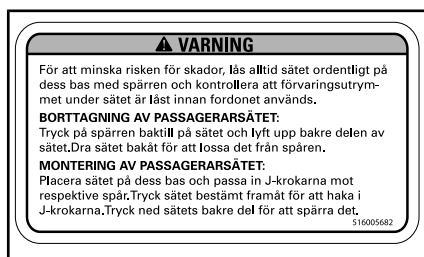 VARNING
För att minska risken för skador, lås alltid sätet ordentligt på
dess bas med spärren och kontrollera att förvaringsutrym-
met under sätet är låst innan fordonet används.
BORTTAGNING AV PASSAGERARSÄTET:
Tryck på spärren baktill på sätet och lyft upp bakre delen av
sätet.Dra sätet bakåt för att lossa det från spåren.
MONTERING AV PASSAGERARSÄTET:
Placera sätet på dess bas och passa in J-krokarna mot
respektive spår.Tryck sätet bestämt framåt för att haka i
J-krokarna.Tryck ned sätets bakre del för att spärra det.
516005682